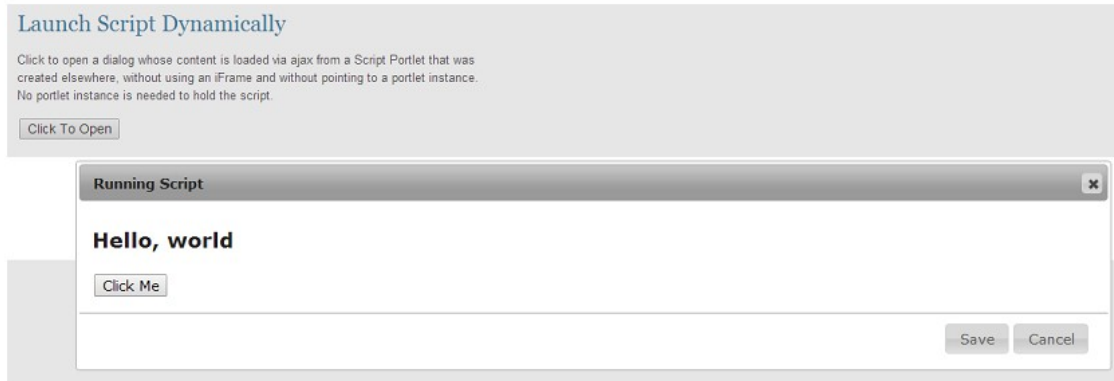 Launch Script Dynamically
Click to open a dialog whose content is loaded via ajax from a Script Portlet that was
created elsewhere, without using an iFrame and without pointing to a portlet instance.
No portlet instance is needed to hold the script.
Click To Open
Running Script
Hello, world
Click Me
Save Cancel